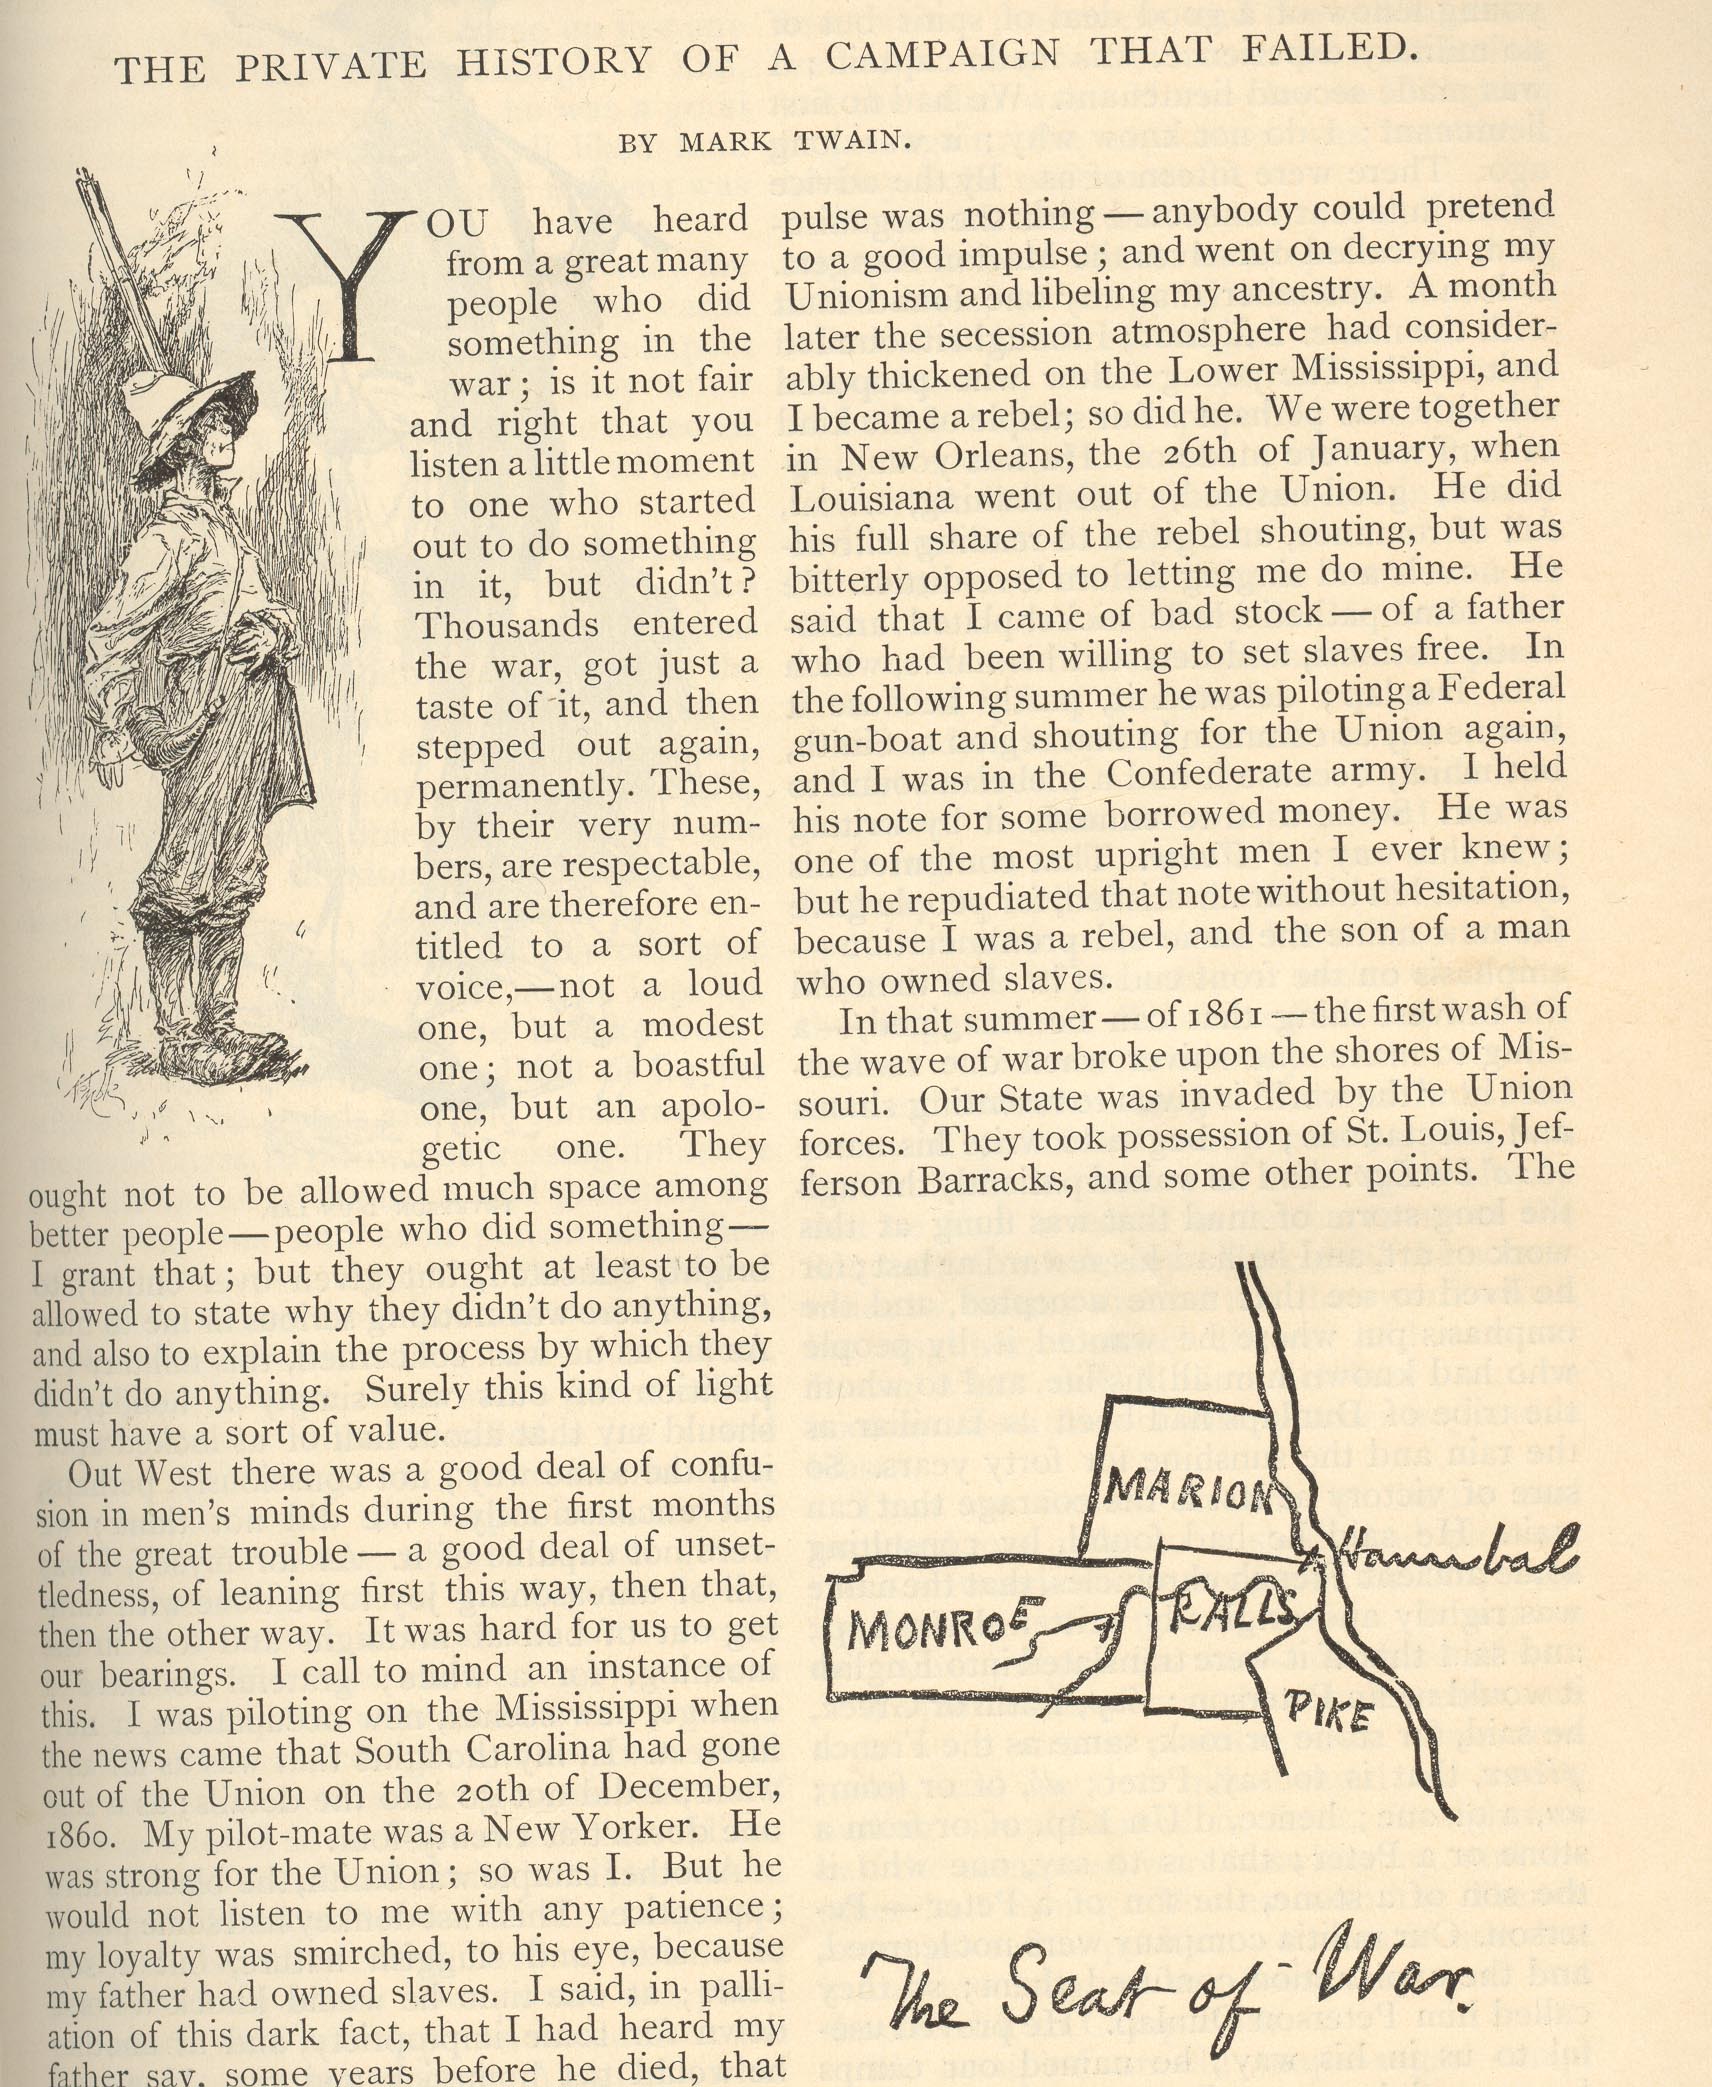 THE PRIVATE HISTORY OF A CAMPAIGN THAT FAILED.
BY MARK TWAIN.
YOU have heard
from a great many
people who did
something in the
war; is it not fair
and right that you
listen a little moment
to one who started
out to do something
in it, but didn't?
Thousands entered
the war, got just a
taste of it, and then
stepped out again,
permanently. These,
by their very num-
bers, are respectable,
and are therefore en-
titled to a sort of
voice,—not a loud
one, but a modest
one; not a boastful
one, but an apolo-
getic one. They
ought not to be allowed much space among
better people—people who did something—
I grant that; but they ought at least to be
allowed to state why they didn't do anything,
and also to explain the process by which they
didn't do anything. Surely this kind of light
must have a sort of value.
Out West there was a good deal of confu-
sion in men's minds during the first months
of the great trouble — a good deal of unset-
tledness, of leaning first this way, then that,
then the other way. It was hard for us to get
our bearings. I call to mind an instance of
this. I was piloting on the Mississippi when
the news came that South Carolina had gone
out of the Union on the 20th of December,
1860. My pilot-mate was a New Yorker. He
was strong for the Union; so was I. But he
would not listen to me with any patience;
my loyalty was smirched, to his eye, because
my father had owned slaves. I said, in palli-
ation of this dark fact, that I had heard my
father say, some years before he died, that
pulse was nothing — anybody could pretend
to a good impulse; and went on decrying my
Unionism and libeling my ancestry. A month
later the secession atmosphere had consider-
ably thickened on the Lower Mississippi, and
I became a rebel; so did he. We were together
in New Orleans, the 26th of January, when
Louisiana went out of the Union. He did
his full share of the rebel shouting, but was
bitterly opposed to letting me do mine. He
said that I came of bad stock — of a father
who had been willing to set slaves free. In
the following summer he was piloting a Federal
gun-boat and shouting for the Union again,
and I was in the Confederate army. I held
his note for some borrowed money. He was
one of the most upright men I ever knew;
but he repudiated that note without hesitation,
because I was a rebel, and the son of a man
who owned slaves.
In that summer — of 1861 — the first wash of
the wave of war broke upon the shores of Mis-
souri. Our State was invaded by the Union
forces. They took possession of St. Louis, Jef-
ferson Barracks, and some other points. The
MARION
Hannibal
MONROE
RALLS
PIKE
The Seat of War.